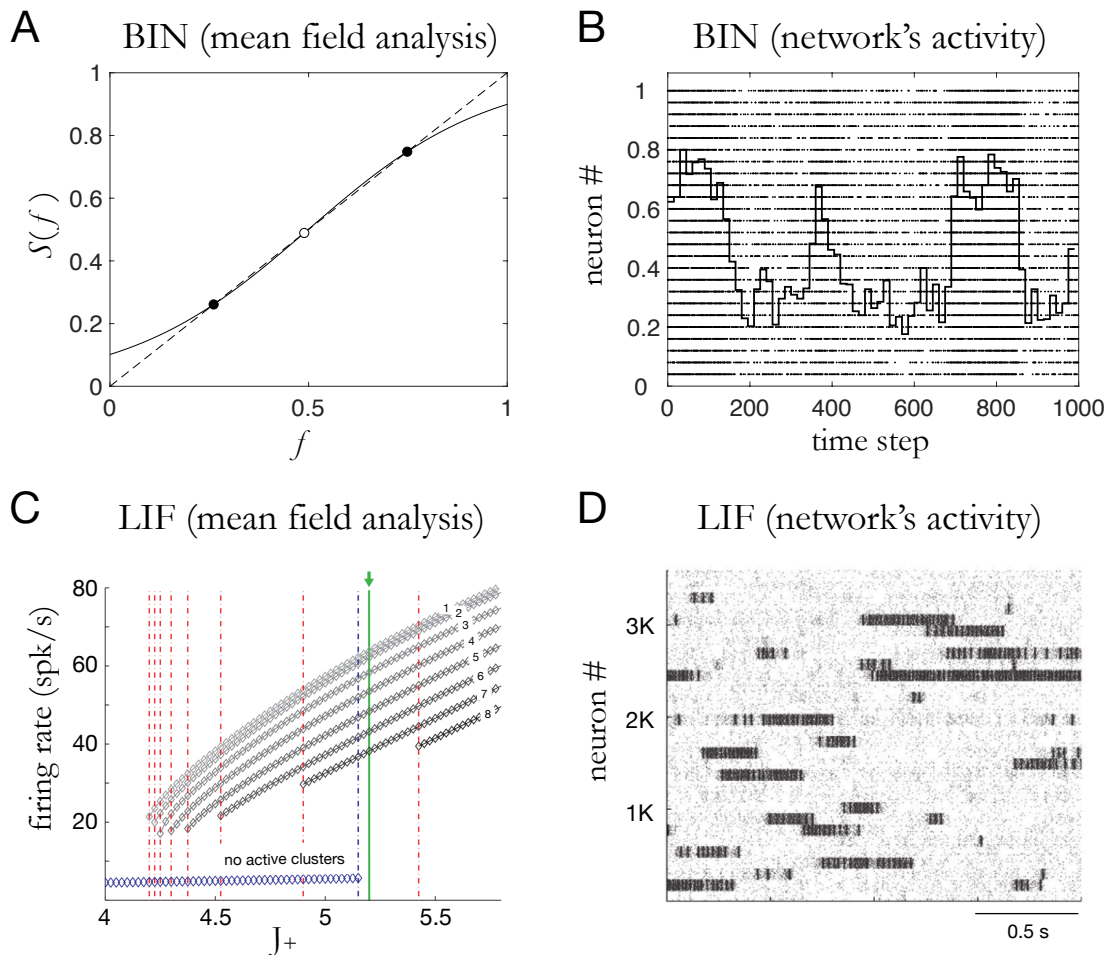 A
BIN (mean field analysis)
1
0.8
0.6
0.4
0.2
0
S(f)
0
0.5
1
f
B
BIN (network's activity)
1
0.8
0.6
0.4
0.2
0
neuron #
0
200
400
600
800
1000
time step
C
LIF (mean field analysis)
80
60
40
20
firing rate (spk/s)
1
2
3
4
5
6
7
8
no active clusters
4
4.5
5
5.5
J+
D
LIF (network's activity)
3K
2K
1K
neuron #
0.5 s